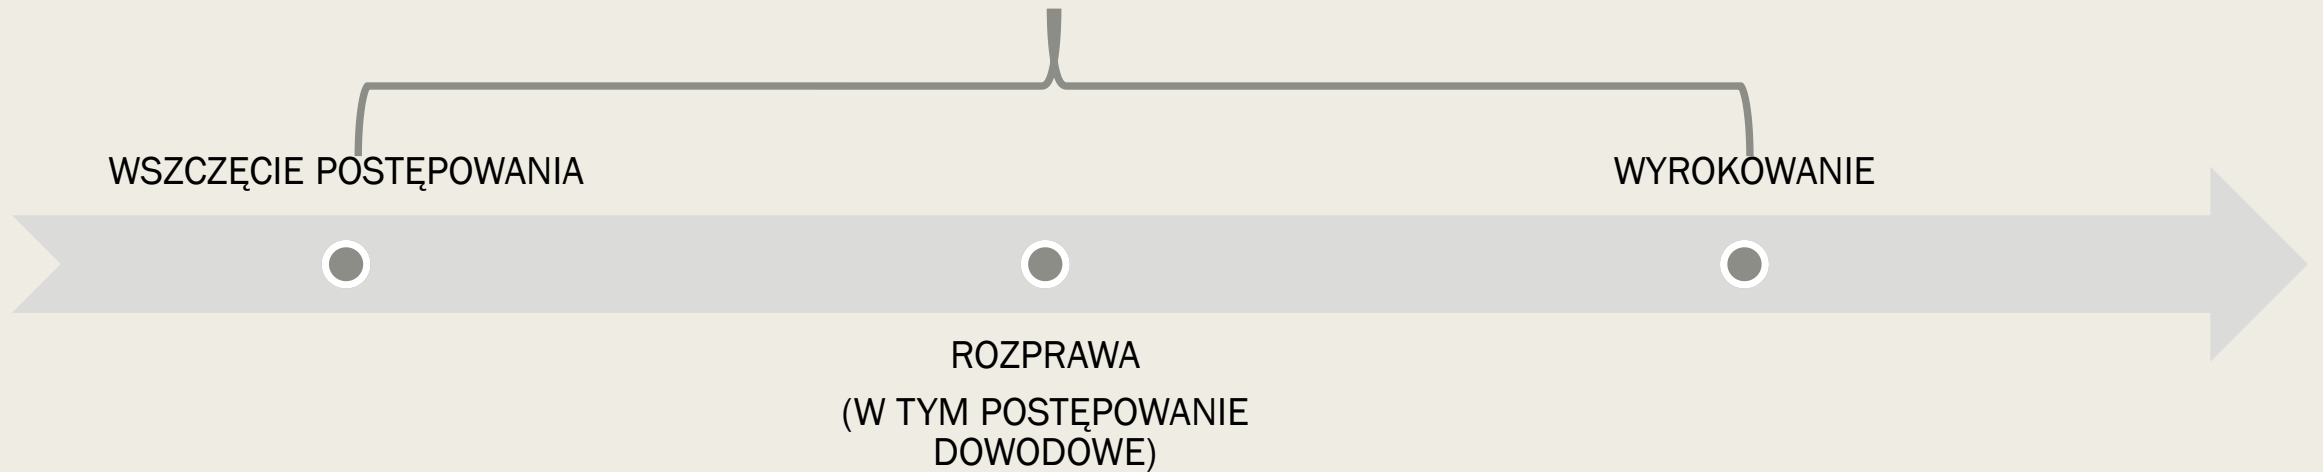 WSZCZĘCIE POSTĘPOWANIA
WYROKOWANIE
ROZPRAWA
(W TYM POSTĘPOWANIE
DOWODOWE)